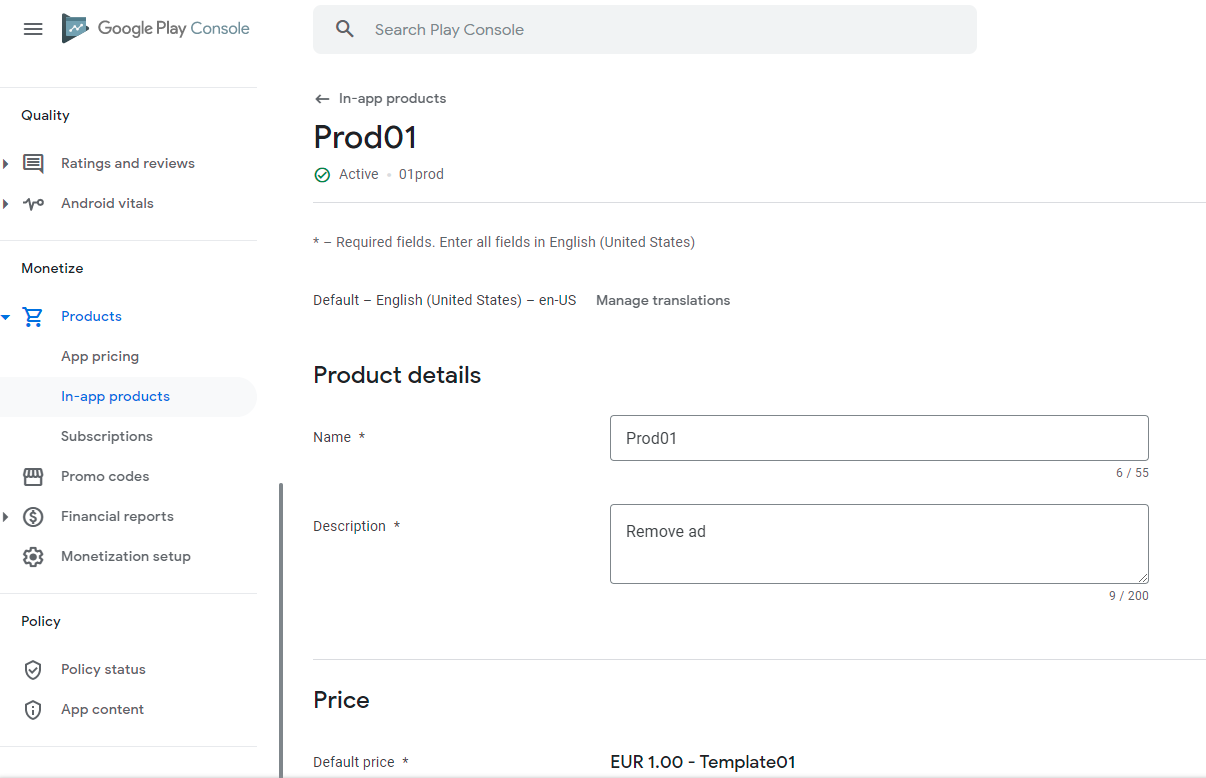 Google Play Console
Search Play Console
Quality
Ratings and reviews
Android vitals
Monetize
Products
App pricing
In-app products
Subscriptions
Promo codes
Financial reports
Monetization setup
Policy
Policy status
App content
In-app products
Prod01
Active • 01prod
* – Required fields. Enter all fields in English (United States)
Default – English (United States) – en-US Manage translations
Product details
Name * Prod01
6 / 55
Description * Remove ad
9 / 200
Price
Default price * EUR 1.00 - Template01